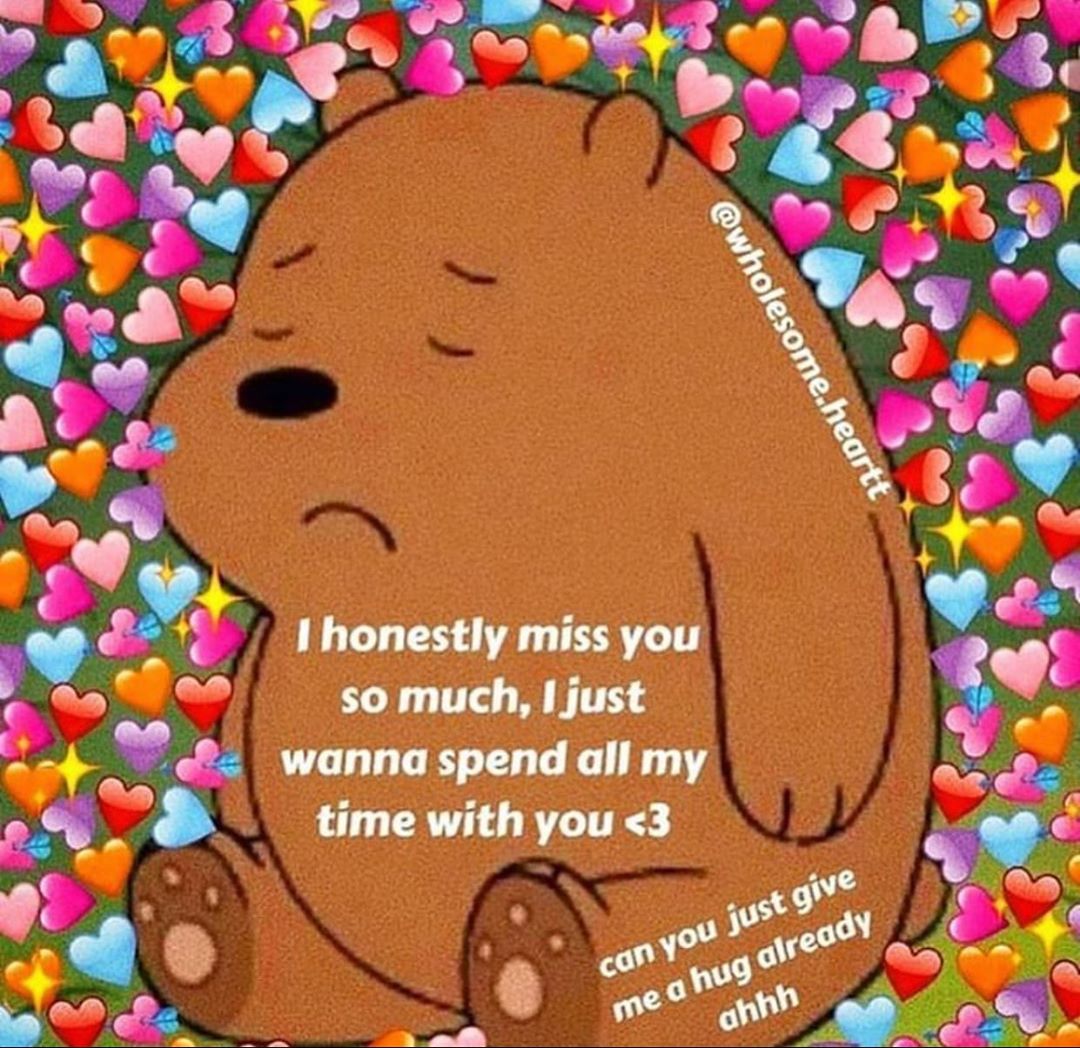 @wholesome.heartt
I honestly miss you
so much, I just
wanna spend all my
time with you <3
can you just give
me a hug already
ahhh